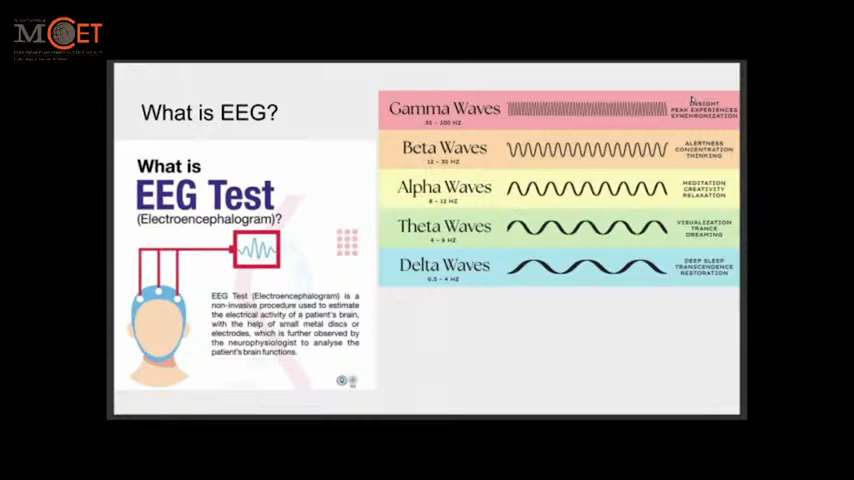 MCET
What is EEG?
What is
EEG Test
(Electroencephalogram)?
EEG Test (Electroencephalogram) is a
non-invasive procedure used to estimate
the electrical activity of a patient's brain,
with the help of small metal discs or
electrodes, which is further observed by
the neurophysiologist to analyse the
patient's brain functions.
Gamma Waves
30 - 100 HZ
INSIGHT
PEAK EXPERIENCES
SYNCHRONIZATION
Beta Waves
12 - 30 HZ
ALERTNESS
CONCENTRATION
THINKING
Alpha Waves
8 - 12 HZ
MEDITATION
CREATIVITY
RELAXATION
Theta Waves
4 - 8 HZ
VISUALIZATION
TRANCE
DREAMING
Delta Waves
0.5 - 4 HZ
DEEP SLEEP
TRANSCENDENCE
RESTORATION